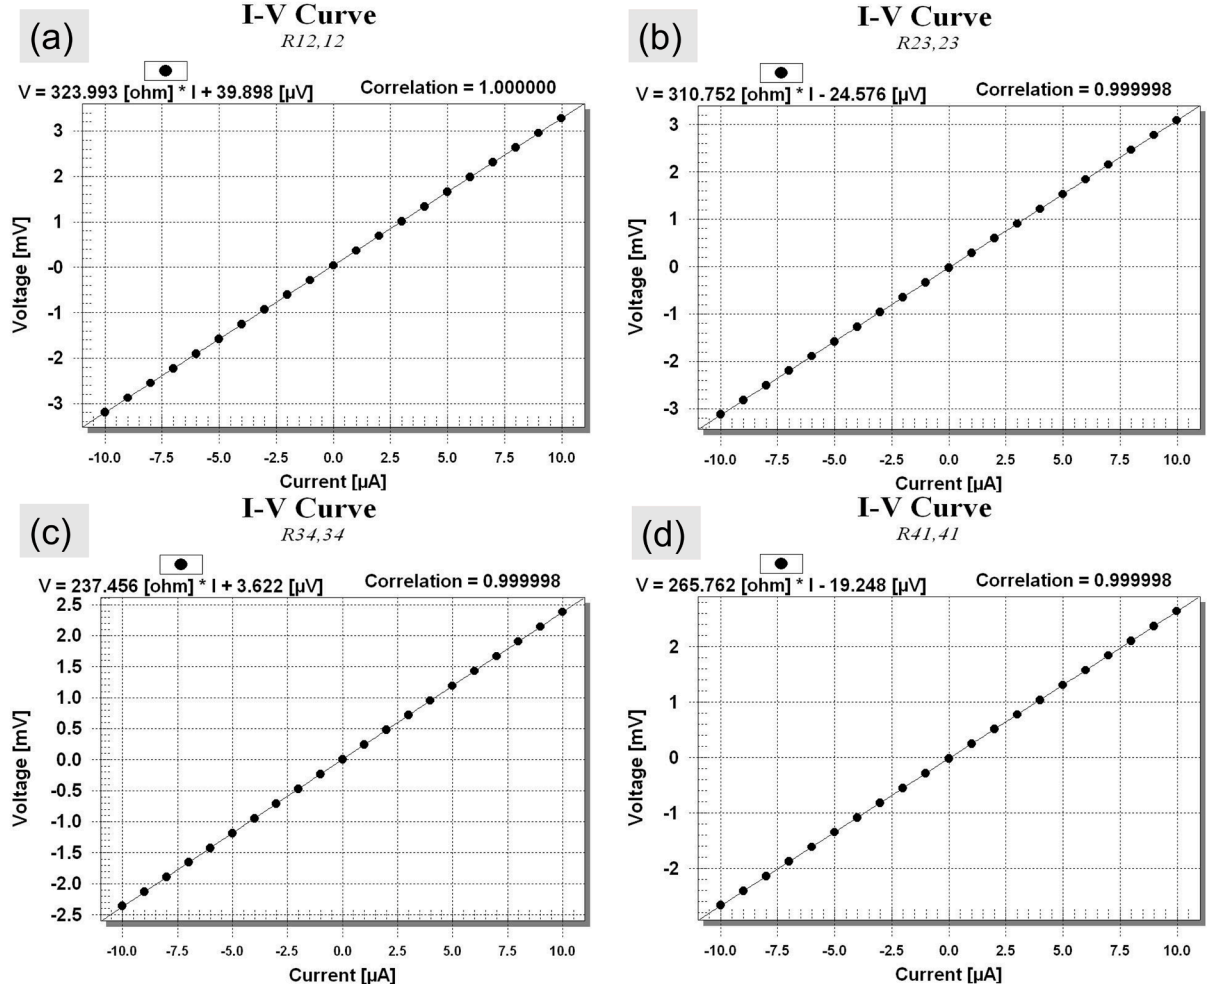 (a)
I-V Curve
R12,12
V = 323.993 [ohm] * I + 39.898 [µV]
Correlation = 1.000000
3
2
1
-0
-1
-2
-3
Voltage [mV]
-10.0 -7.5 -5.0 -2.5 0.0 2.5 5.0 7.5 10.0
Current [µA]
(b)
I-V Curve
R23,23
V = 310.752 [ohm] * I - 24.576 [µV]
Correlation = 0.999998
3
2
1
0
-1
-2
-3
Voltage [mV]
-10.0 -7.5 -5.0 -2.5 0.0 2.5 5.0 7.5 10.0
Current [µA]
(c)
I-V Curve
R34,34
V = 237.456 [ohm] * I + 3.622 [µV]
Correlation = 0.999998
2.5
2.0
1.5
1.0
0.5
0.0
-0.5
-1.0
-1.5
-2.0
-2.5
Voltage [mV]
-10.0 -7.5 -5.0 -2.5 0.0 2.5 5.0 7.5 10.0
Current [µA]
(d)
I-V Curve
R41,41
V = 265.762 [ohm] * I - 19.248 [µV]
Correlation = 0.999998
2
1
0
-1
-2
Voltage [mV]
-10.0 -7.5 -5.0 -2.5 0.0 2.5 5.0 7.5 10.0
Current [µA]